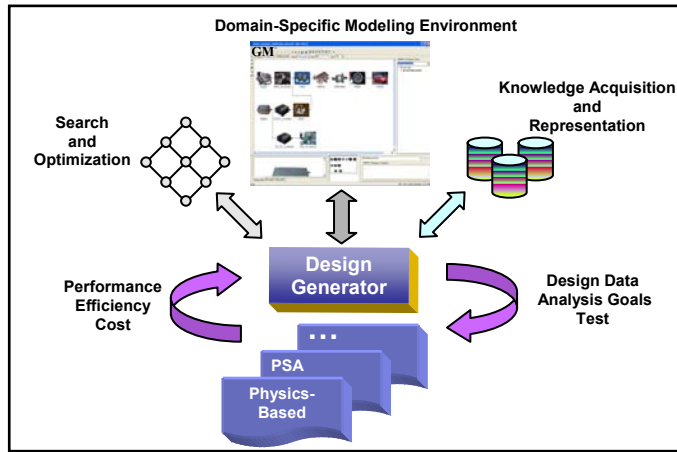 Domain-Specific Modeling Environment
GM
Knowledge Acquisition
and
Representation
Search
and
Optimization
Design
Generator
Performance
Efficiency
Cost
Design Data
Analysis Goals
Test
...
PSA
Physics-
Based